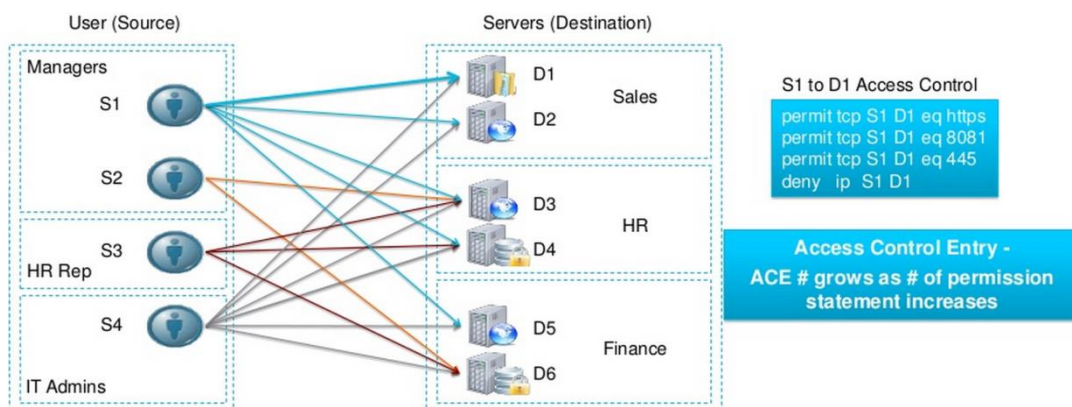 User (Source)
Servers (Destination)
Managers
S1
S2
S3
HR Rep
S4
IT Admins
D1
Sales
D2
D3
HR
D4
D5
Finance
D6
S1 to D1 Access Control
permit tcp S1 D1 eq https
permit tcp S1 D1 eq 8081
permit tcp S1 D1 eq 445
deny ip S1 D1
Access Control Entry -
ACE # grows as # of permission
statement increases